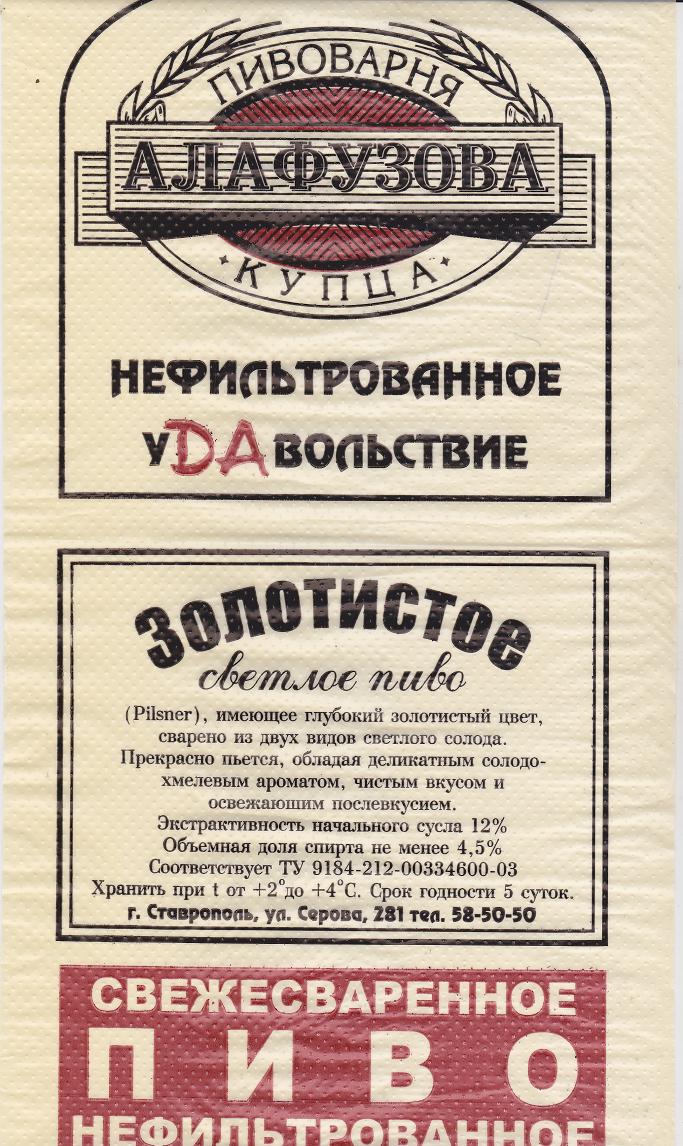 ПИВОВАРНЯ
АЛАФУЗОВА
КУПЦА
НЕФИЛЬТРОВАННОЕ
УDAВОЛЬСТВИЕ
ЗОЛОТИСТОЕ
светлое пиво
(Pilsner), имеющее глубокий золотистый цвет,
сварено из двух видов светлого солода.
Прекрасно пьется, обладая деликатным солодо-
хмелевым ароматом, чистым вкусом и
освежаюшим послевкусием.
Экстрактивность начального сусла 12%
Объемная доля спирта не менее 4,5%
Соответствует ТУ 9184-212-00334600-03
Хранить при t от +2°до +4°С. Срок годности 5 суток.
г. Ставрополь, ул. Серова, 281 тел. 58-50-50
СВЕЖЕСВАРЕННОЕ
ПИВО
НЕФИЛЬТРОВАННОЕ